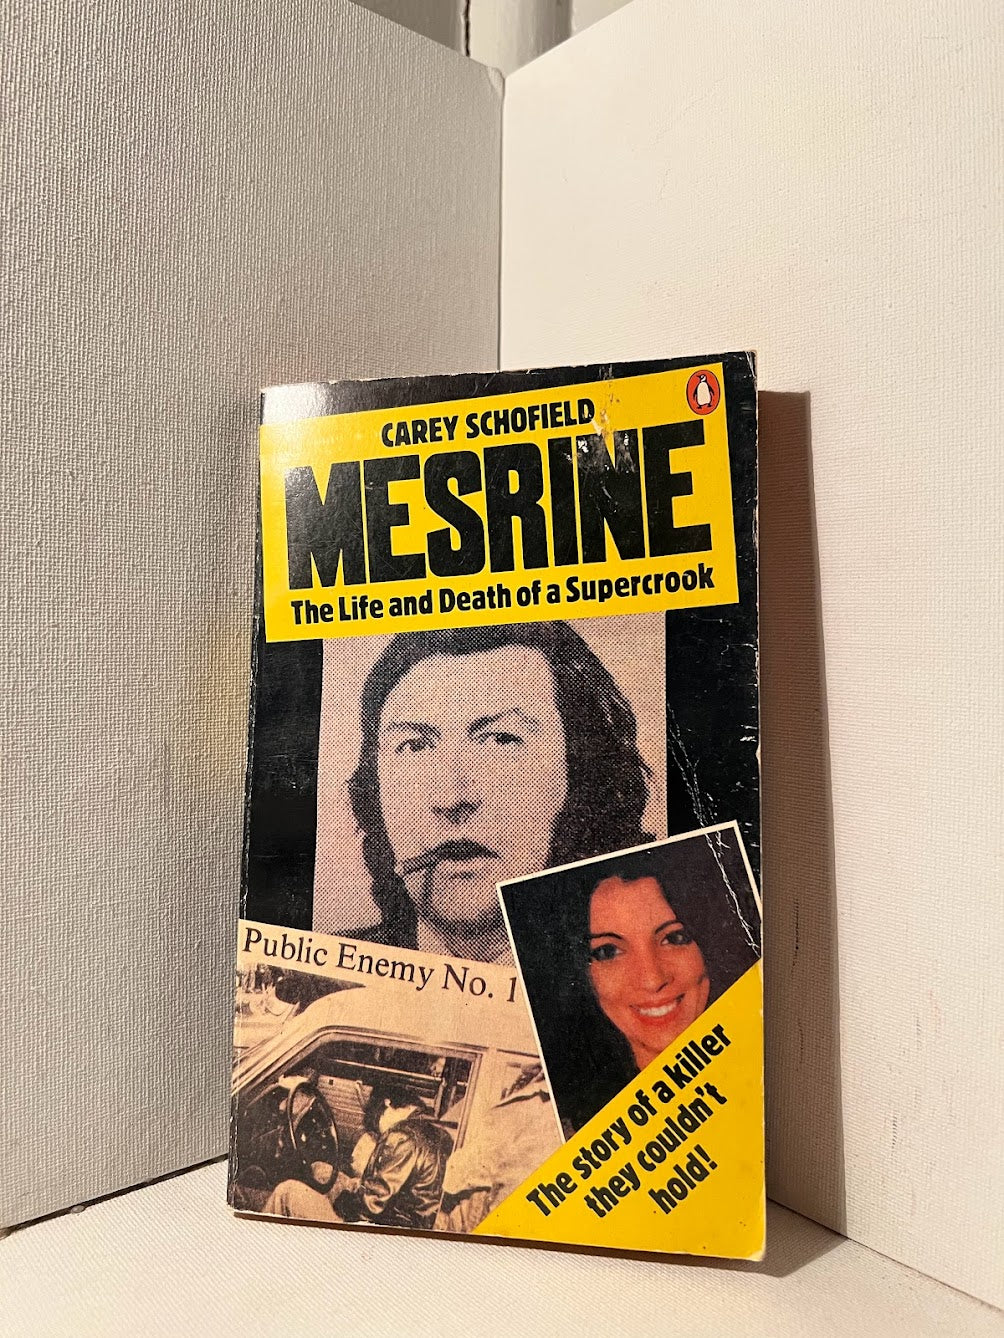 CAREY SCHOFIELD
MESRINE
The Life and Death of a Supercrook
Public Enemy No. 1
The story of a killer
they couldn't
hold!